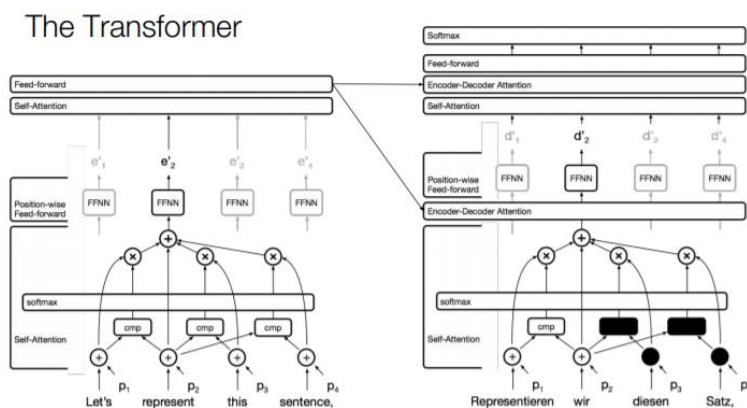 The Transformer
Feed-forward
Self-Attention
e'₁ e'₂ e'₃ e'₄
Position-wise
Feed-forward
FFNN FFNN FFNN FFNN
softmax
cmp cmp cmp
Self-Attention
p₁ p₂ p₃ p₄
Let's represent this sentence,
Softmax
Feed-forward
Encoder-Decoder Attention
Self-Attention
d'₁ d'₂ d'₃ d'₄
Position-wise
Feed-forward
FFNN FFNN FFNN FFNN
Encoder-Decoder Attention
softmax
cmp
Self-Attention
p₁ p₂ p₃ p
Representieren wir diesen Satz,